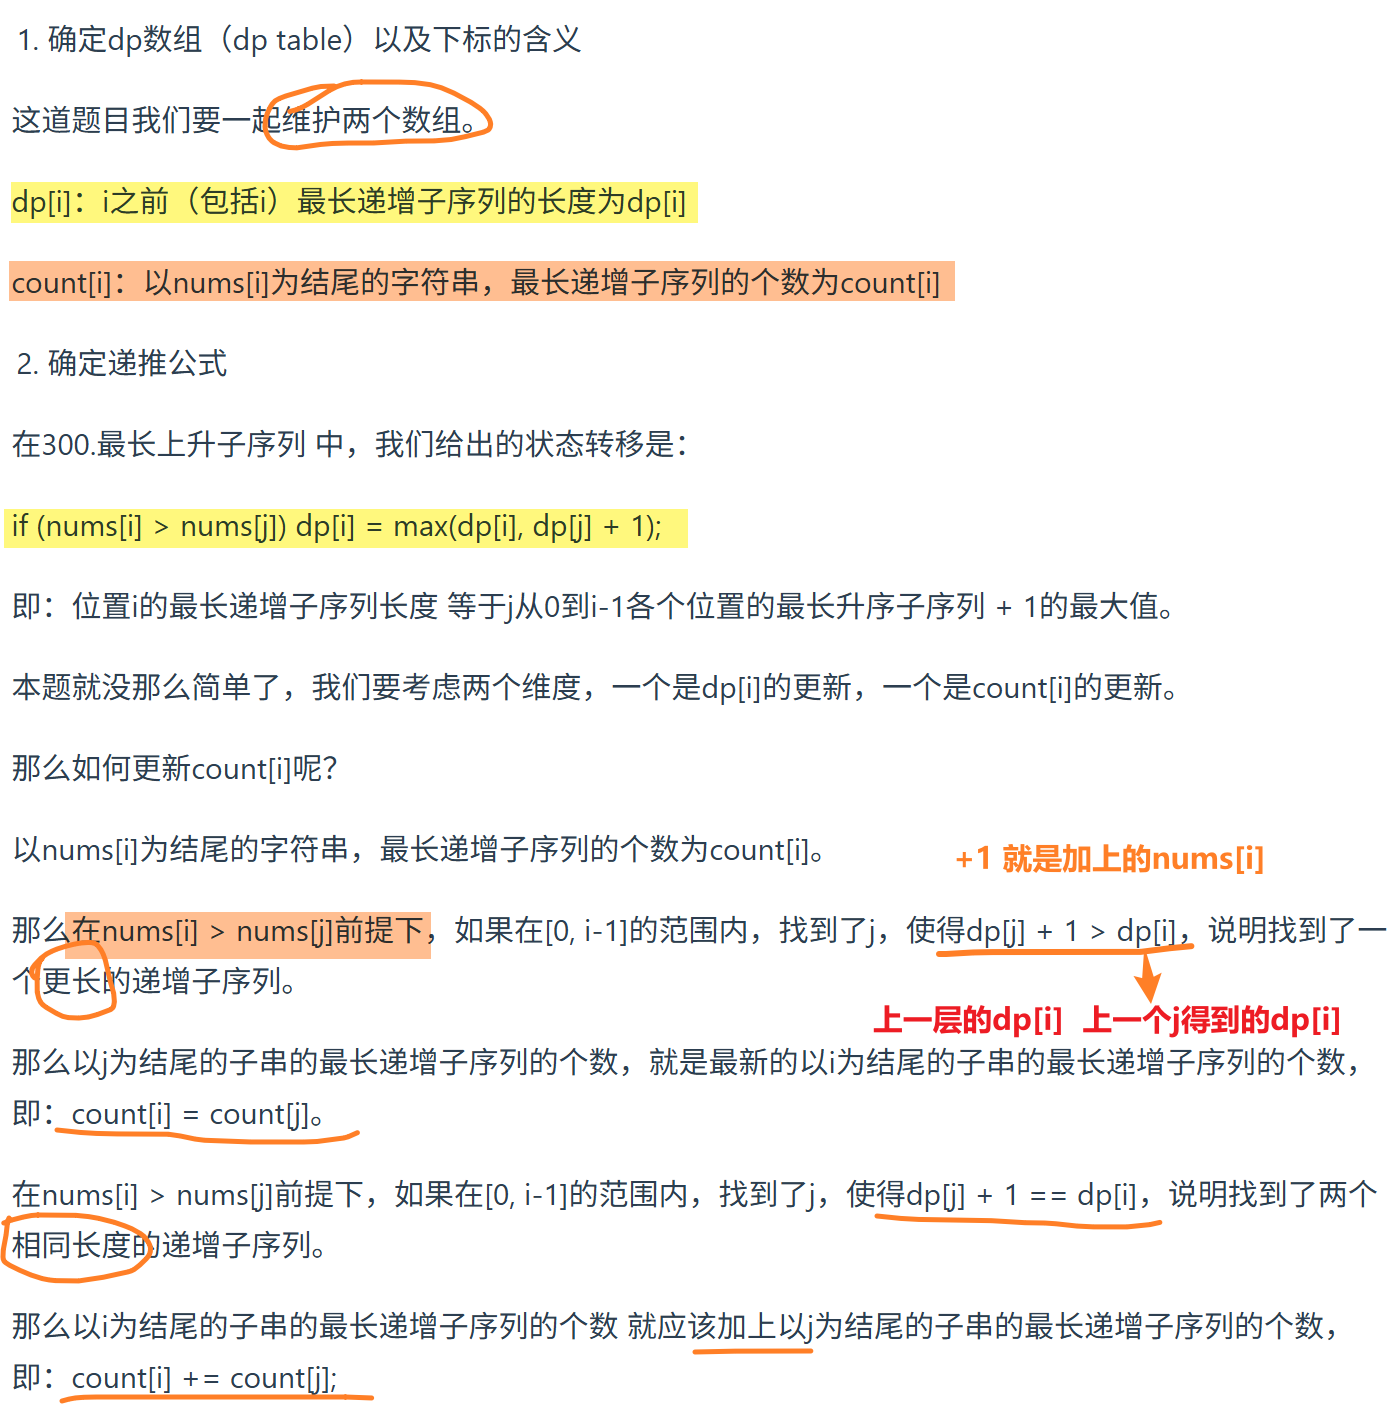 1. 确定dp数组（dp table）以及下标的含义
这道题目我们要一起维护两个数组。
dp[i]：i之前（包括i）最长递增子序列的长度为dp[i]
count[i]：以nums[i]为结尾的字符串，最长递增子序列的个数为count[i]
2. 确定递推公式
在300.最长上升子序列 中，我们给出的状态转移是：
if (nums[i] > nums[j]) dp[i] = max(dp[i], dp[j] + 1);
即：位置i的最长递增子序列长度 等于j从0到i-1各个位置的最长升序子序列 + 1的最大值。
本题就没那么简单了，我们要考虑两个维度，一个是dp[i]的更新，一个是count[i]的更新。
那么如何更新count[i]呢？
以nums[i]为结尾的字符串，最长递增子序列的个数为count[i]。
+1 就是加上的nums[i]
那么在nums[i] > nums[j]前提下，如果在[0, i-1]的范围内，找到了j，使得dp[j] + 1 > dp[i]，说明找到了一
个更长的递增子序列。
上一层的dp[i] 上一个j得到的dp[i]
那么以j为结尾的子串的最长递增子序列的个数，就是最新的以i为结尾的子串的最长递增子序列的个数，
即：count[i] = count[j]。
在nums[i] > nums[j]前提下，如果在[0, i-1]的范围内，找到了j，使得dp[j] + 1 == dp[i]，说明找到了两个
相同长度的递增子序列。
那么以i为结尾的子串的最长递增子序列的个数 就应该加上以j为结尾的子串的最长递增子序列的个数，
即：count[i] += count[j];